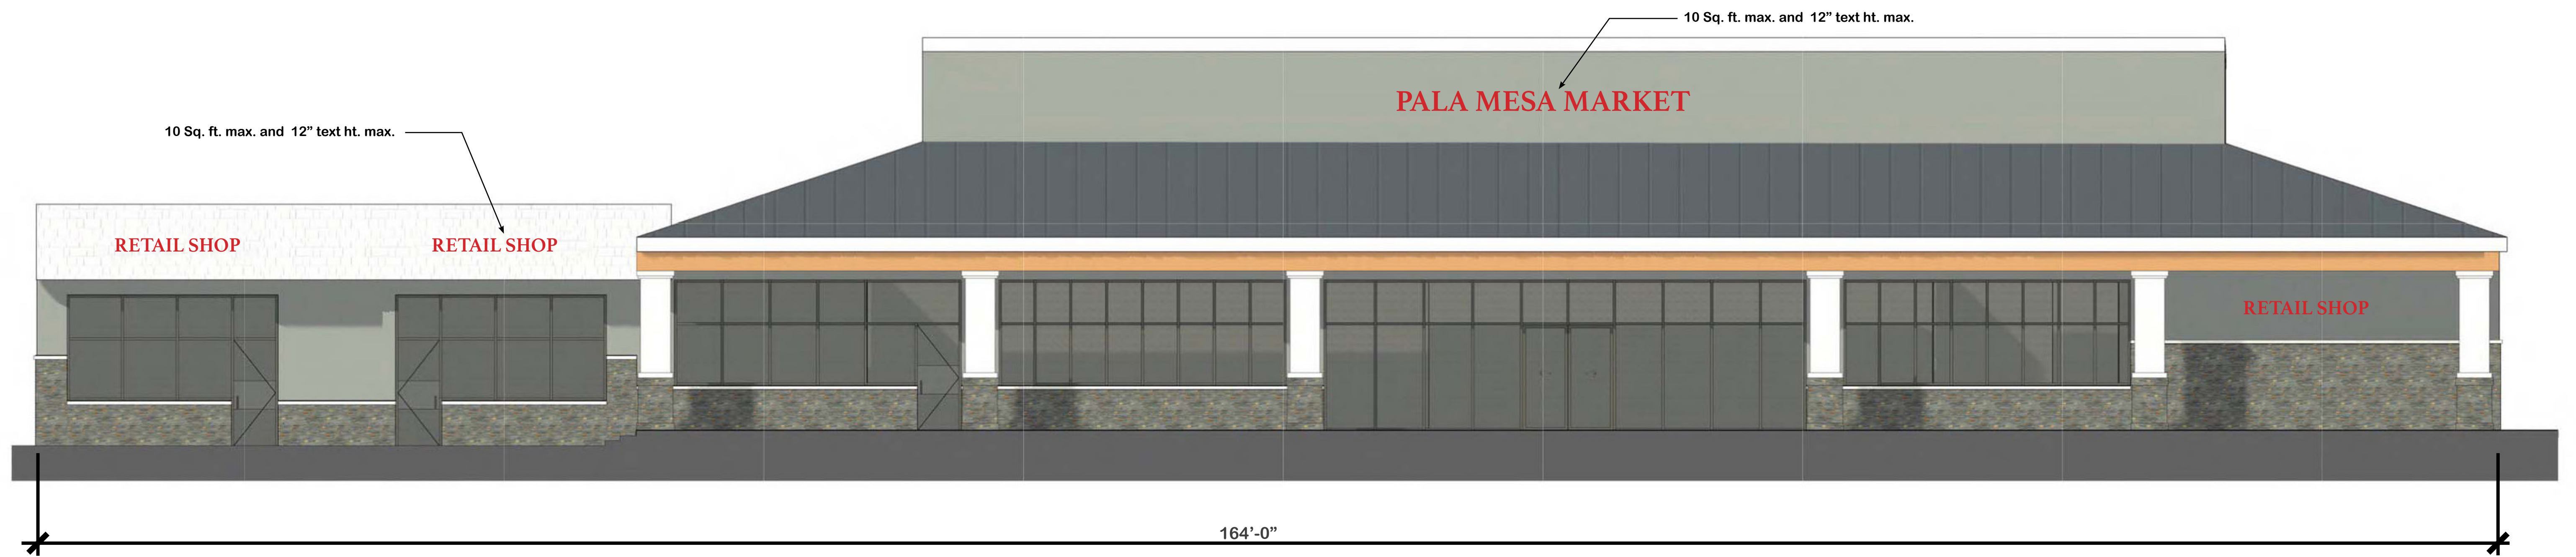 10 Sq. ft. max. and 12” text ht. max.
PALA MESA MARKET
10 Sq. ft. max. and 12” text ht. max.
RETAIL SHOP
RETAIL SHOP
RETAIL SHOP
164’-0”